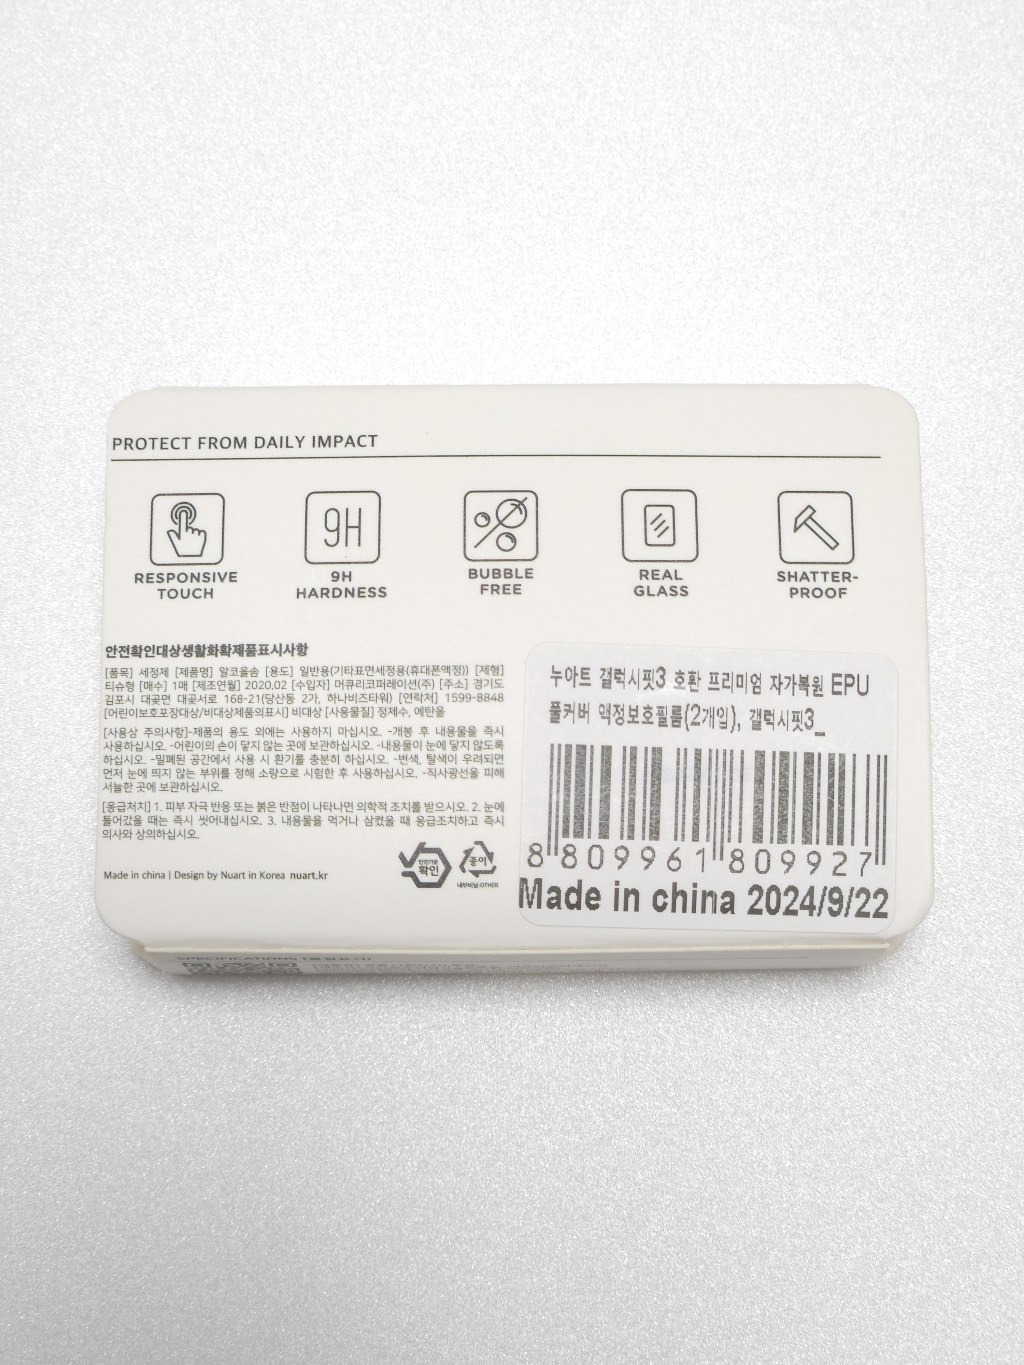 PROTECT FROM DAILY IMPACT
9H
RESPONSIVE
TOUCH
9H
HARDNESS
BUBBLE
FREE
REAL
GLASS
SHATTER-
PROOF
안전확인대상생활화학제품표시사항
[품목] 세정제 [제품명] 알코올솜 [용도] 일반용(기타표면세정용(휴대폰액정)) [제형]
티슈형 [매수] 1매 [제조연월] 2020.02 [수입자] 머큐리코퍼레이션(주) [주소] 경기도
김포시 대곶면 대곶서로 168-21(당산동 2가, 하나비즈타워) [연락처] 1599-8848
[어린이보호포장대상/비대상제품의표시] 비대상 [사용물질] 정제수, 에탄올
[사용상 주의사항]-제품의 용도 외에는 사용하지 마십시오. -개봉 후 내용물을 즉시
사용하십시오. -어린이의 손이 닿지 않는 곳에 보관하십시오. -내용물이 눈에 닿지 않도록
하십시오. -밀폐된 공간에서 사용 시 환기를 충분히 하십시오. -변색, 탈색이 우려되면
먼저 눈에 띄지 않는 부위를 정해 소량으로 시험한 후 사용하십시오. -직사광선을 피해
서늘한 곳에 보관하십시오.
[응급처치] 1. 피부 자극 반응 또는 붉은 반점이 나타나면 의학적 조치를 받으시오. 2. 눈에
들어갔을 때는 즉시 씻어내십시오. 3. 내용물을 먹거나 삼켰을 때 응급조치하고 즉시
의사와 상의하십시오.
Made in china | Design by Nuart in Korea nuart.kr
안전기준
확인
종이
내부비닐:OTHER
누아트 갤럭시핏3 호환 프리미엄 자가복원 EPU
풀커버 액정보호필름(2개입), 갤럭시핏3_
8 809961 809927
Made in china 2024/9/22
SPECIFICATIONS